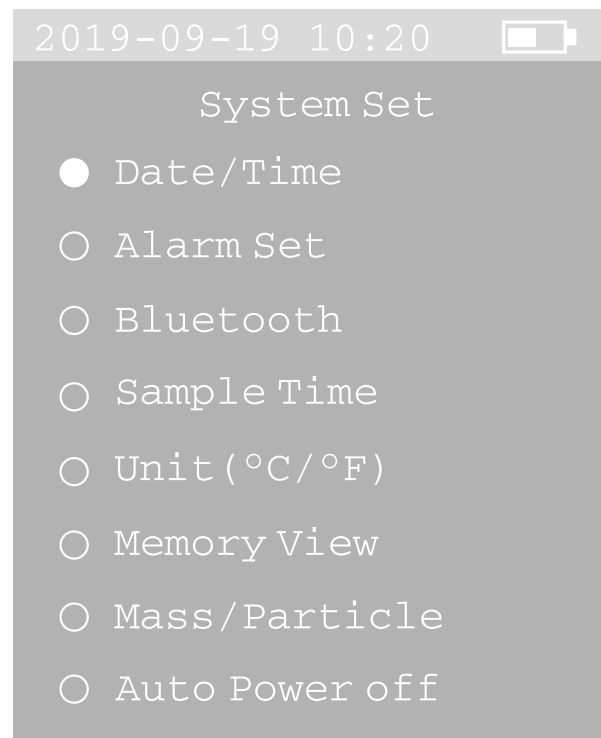 2019-09-19 10:20
System Set
Date/Time
Alarm Set
Bluetooth
Sample Time
Unit(°C/°F)
Memory View
Mass/Particle
Auto Power off